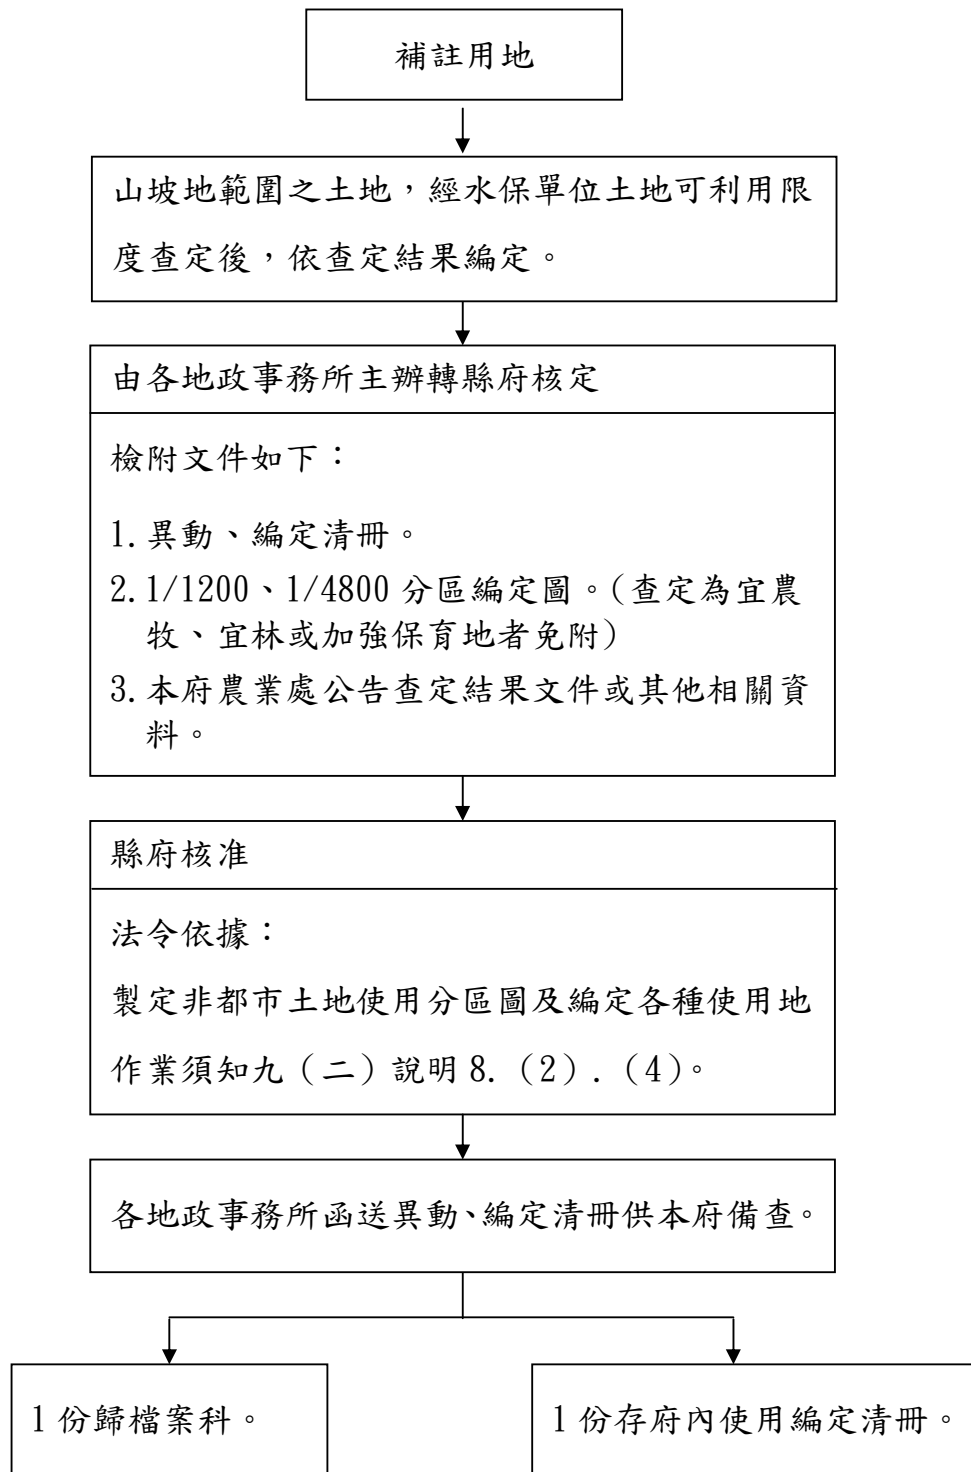 補註用地
山坡地範圍之土地，經水保單位土地可利用限
度查定後，依查定結果編定。
由各地政事務所主辦轉縣府核定
檢附文件如下：
1.異動、編定清冊。
2.1/1200、1/4800分區編定圖。(查定為宜農
牧、宜林或加強保育地者免附)
3.本府農業處公告查定結果文件或其他相關資
料。
縣府核准
法令依據：
製定非都市土地使用分區圖及編定各種使用地
作業須知九（二）說明8.（2）.（4）。
各地政事務所函送異動、編定清冊供本府備查。
1份歸檔案科。
1份存府內使用編定清冊。